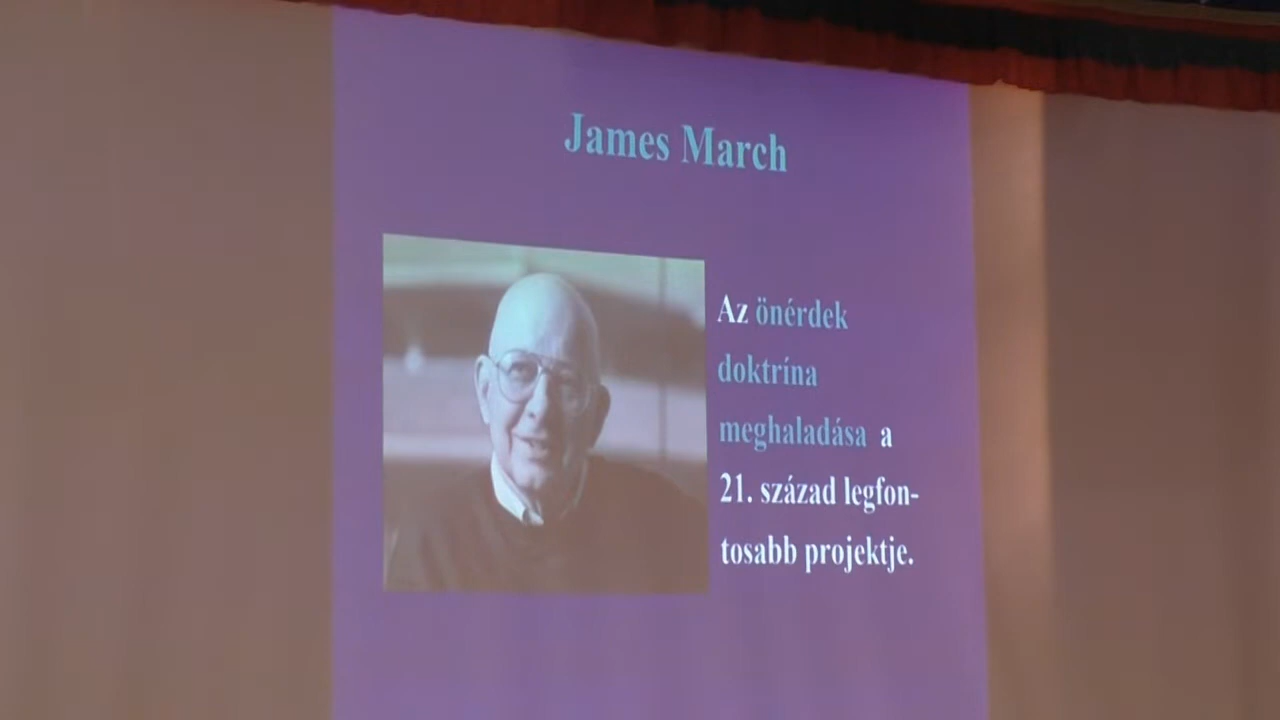 James March
Az önérdek
doktrína
meghaladása a
21. század legfon-
tosabb projektje.